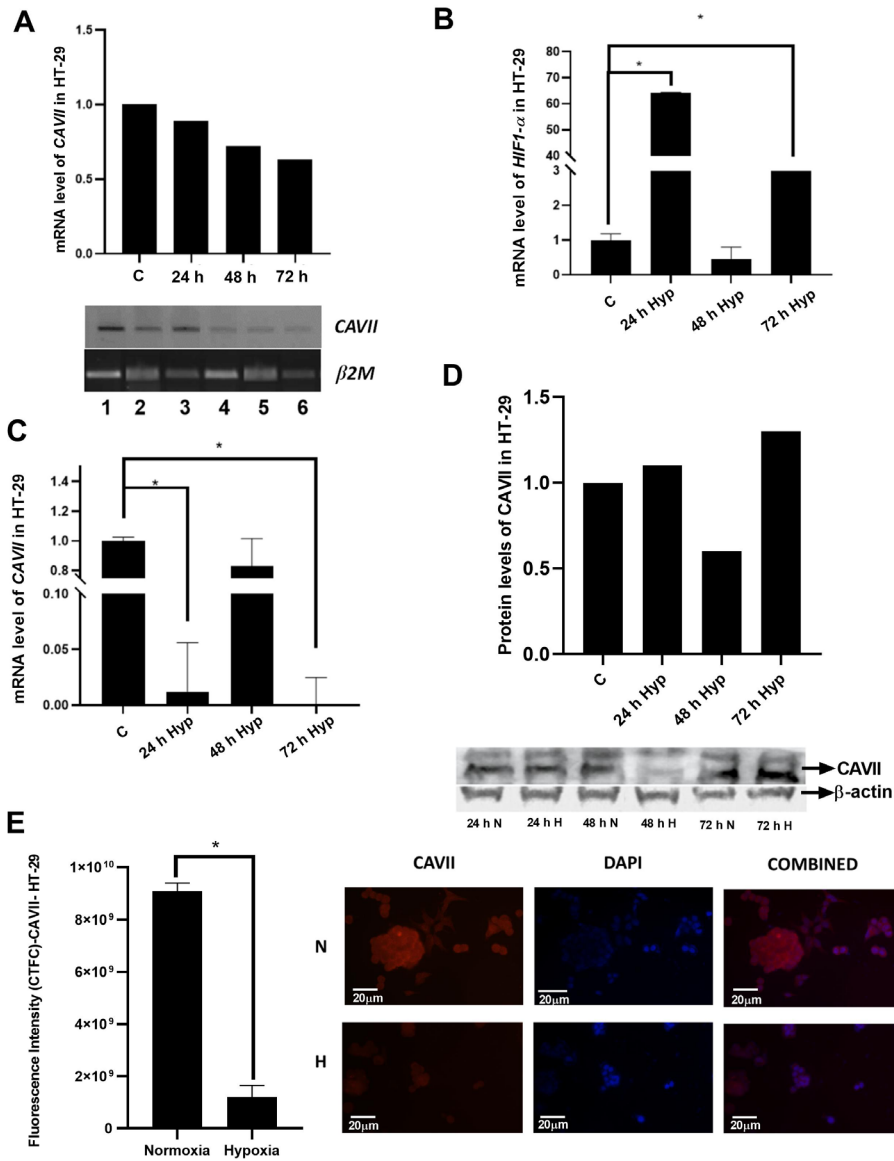 A
mRNA level of CAVII in HT-29
1.5
1.0
0.5
0.0
C
24 h
48 h
72 h
CAVII
β2M
1 2 3 4 5 6
B
mRNA level of HIF1-α in HT-29
*
*
80
70
60
50
40
3
2
1
0
C
24 h Hyp
48 h Hyp
72 h Hyp
C
mRNA level of CAVII in HT-29
*
*
1.4
1.2
1.0
0.8
0.10
0.05
0.00
C
24 h Hyp
48 h Hyp
72 h Hyp
D
Protein levels of CAVII in HT-29
1.5
1.0
0.5
0.0
C
24 h Hyp
48 h Hyp
72 h Hyp
CAVII
β-actin
24 h N 24 h H 48 h N 48 h H 72 h N 72 h H
E
Fluorescence Intensity (CTFC)-CAVII- HT-29
*
1×10¹⁰
8×10⁹
6×10⁹
4×10⁹
2×10⁹
0
Normoxia
Hypoxia
CAVII DAPI COMBINED
N
20μm 20μm 20μm
H
20μm 20μm 20μm